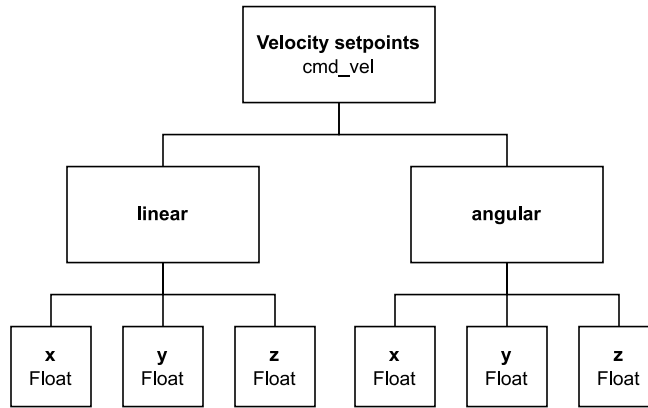 Velocity setpoints
cmd_vel
linear
angular
x
Float
y
Float
z
Float
x
Float
y
Float
z
Float